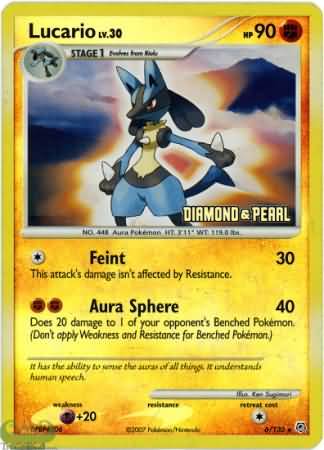 Lucario LV.30 HP 90
STAGE 1 Evolves from Riolu
DIAMOND & PEARL
NO. 448 Aura Pokémon HT. 3'11" WT. 119.0 lbs.
Feint 30
This attack's damage isn't affected by Resistance.
Aura Sphere 40
Does 20 damage to 1 of your opponent's Benched Pokémon.
(Don't apply Weakness and Resistance for Benched Pokémon.)
It has the ability to sense the auras of all things. It understands
human speech.
Illus. Ken Sugimori
weakness resistance retreat cost
+20
©2007 Pokémon/Nintendo 6/130 ★